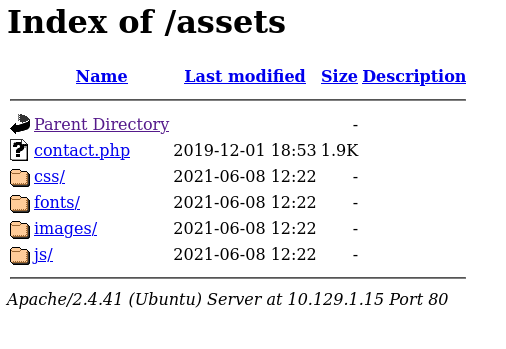 Index of /assets
Name Last modified Size Description
Parent Directory -
contact.php 2019-12-01 18:53 1.9K
css/ 2021-06-08 12:22 -
fonts/ 2021-06-08 12:22 -
images/ 2021-06-08 12:22 -
js/ 2021-06-08 12:22 -
Apache/2.4.41 (Ubuntu) Server at 10.129.1.15 Port 80